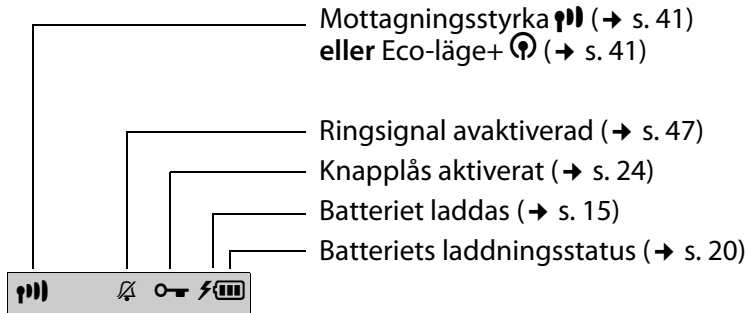 Mottagningsstyrka (➔ s. 41)
eller Eco-läge+ (➔ s. 41)
Ringsignal avaktiverad (➔ s. 47)
Knapplås aktiverat (➔ s. 24)
Batteriet laddas (➔ s. 15)
Batteriets laddningsstatus (➔ s. 20)